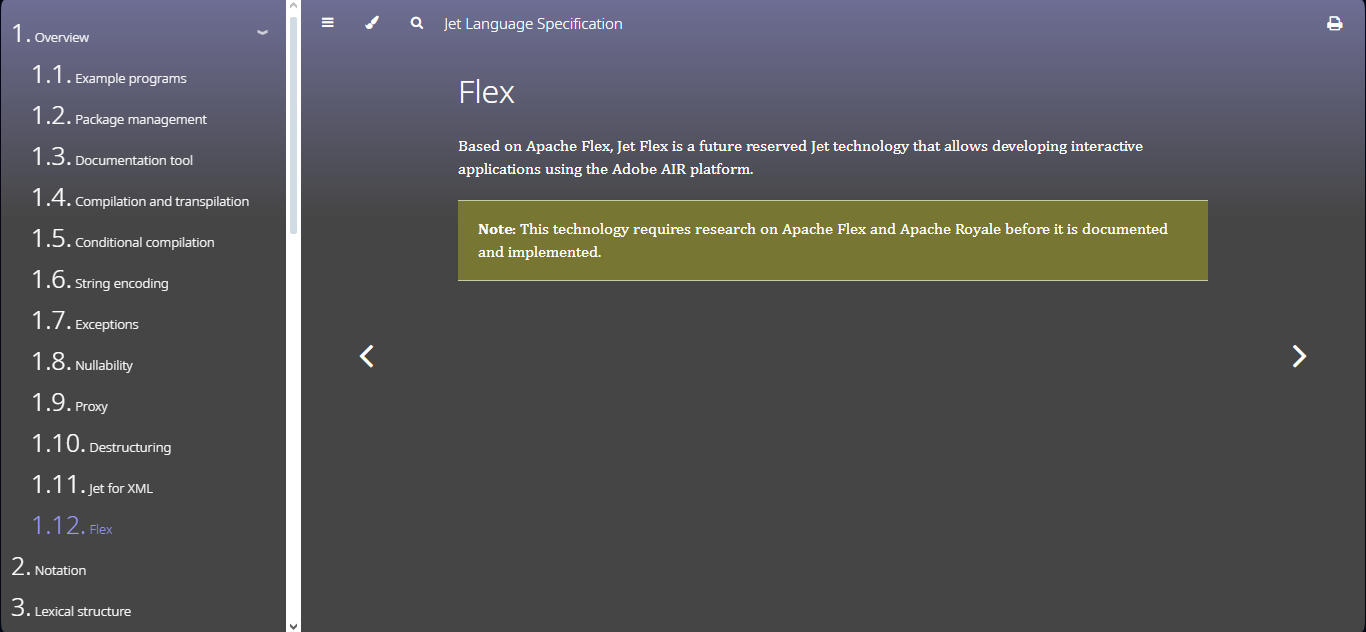 1. Overview
1.1. Example programs
1.2. Package management
1.3. Documentation tool
1.4. Compilation and transpilation
1.5. Conditional compilation
1.6. String encoding
1.7. Exceptions
1.8. Nullability
1.9. Proxy
1.10. Destructuring
1.11. Jet for XML
1.12. Flex
2. Notation
3. Lexical structure
Jet Language Specification
Flex
Based on Apache Flex, Jet Flex is a future reserved Jet technology that allows developing interactive
applications using the Adobe AIR platform.
Note: This technology requires research on Apache Flex and Apache Royale before it is documented
and implemented.